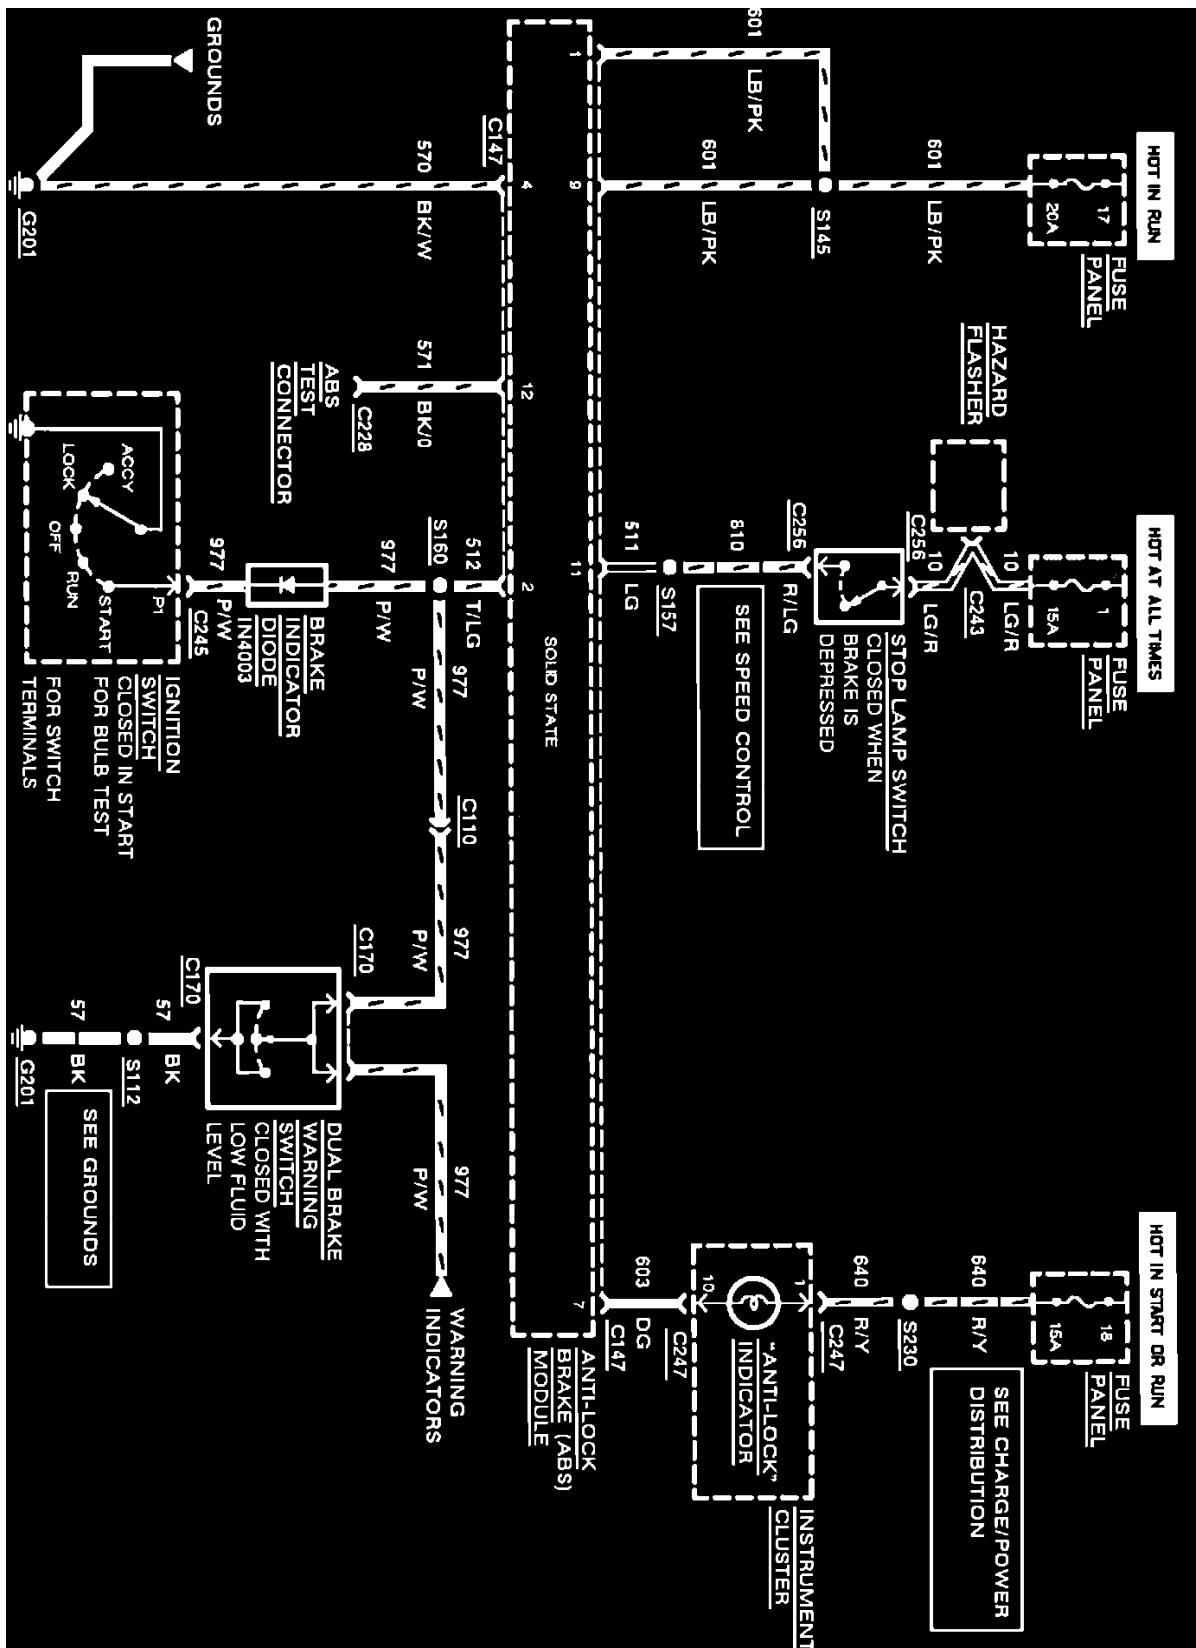 HOT IN RUN
HOT AT ALL TIMES
HOT IN START OR RUN
17
20A
FUSE
PANEL
1
15A
FUSE
PANEL
18
15A
FUSE
PANEL
601
LB/PK
HAZARD
FLASHER
10
LG/R
C243
10
LG/R
C256
640
R/Y
SEE CHARGE/POWER
DISTRIBUTION
S230
640
R/Y
C247
601
LB/PK
S145
601
LB/PK
STOP LAMP SWITCH
CLOSED WHEN
BRAKE IS
DEPRESSED
C256
810
R/LG
SEE SPEED CONTROL
S157
511
LG
1
10
"ANTI-LOCK"
INDICATOR
INSTRUMENT
CLUSTER
C247
603
DG
C147
1
9
11
7
SOLID STATE
ANTI-LOCK
BRAKE (ABS)
MODULE
4
12
2
C147
570
BK/W
571
BK/O
C228
ABS
TEST
CONNECTOR
512
T/LG
S160
977
P/W
C110
977
P/W
977
P/W
WARNING
INDICATORS
977
P/W
BRAKE
INDICATOR
DIODE
IN4003
977
P/W
C245
C170
DUAL BRAKE
WARNING
SWITCH
CLOSED WITH
LOW FLUID
LEVEL
C170
GROUNDS
G201
P1
ACCY
LOCK
OFF
RUN
START
IGNITION
SWITCH
CLOSED IN START
FOR BULB TEST
FOR SWITCH
TERMINALS
57
BK
S112
57
BK
SEE GROUNDS
G201